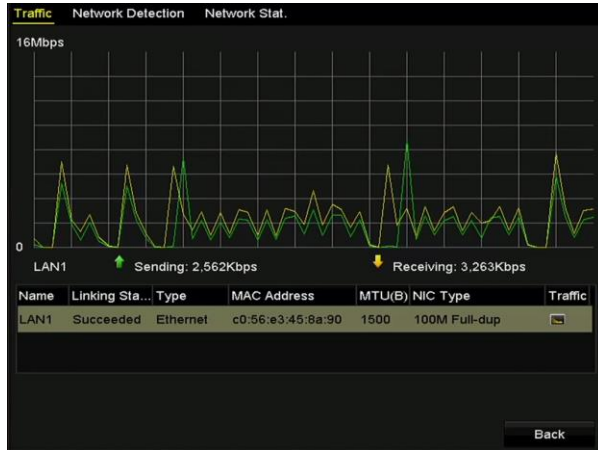 Traffic Network Detection Network Stat.
16Mbps
0
LAN1 Sending: 2,562Kbps Receiving: 3,263Kbps
Name Linking Sta... Type MAC Address MTU(B) NIC Type Traffic
LAN1 Succeeded Ethernet c0:56:e3:45:8a:90 1500 100M Full-dup
Back